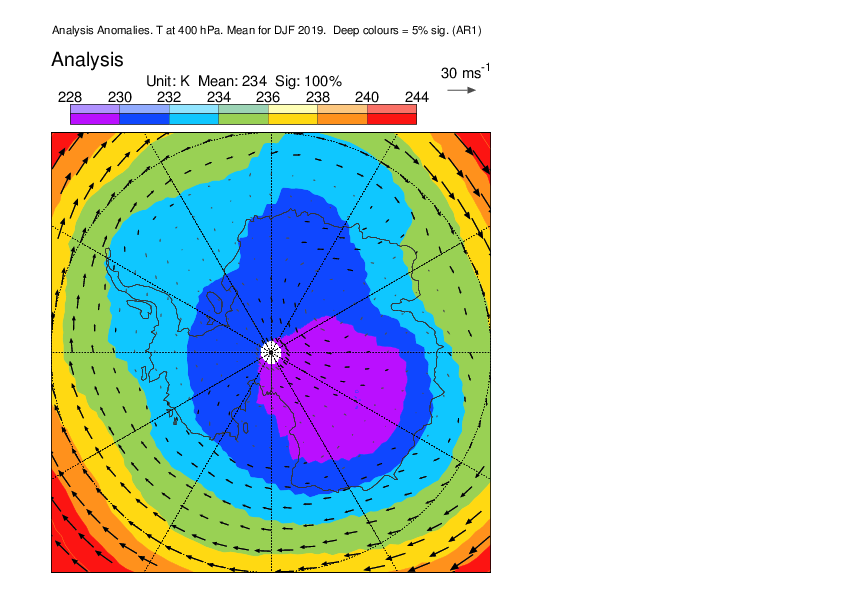 Analysis Anomalies. T at 400 hPa. Mean for DJF 2019.  Deep colours = 5% sig. (AR1)
Analysis
30 ms-1
Unit: K  Mean: 234  Sig: 100%
228 230 232 234 236 238 240 244